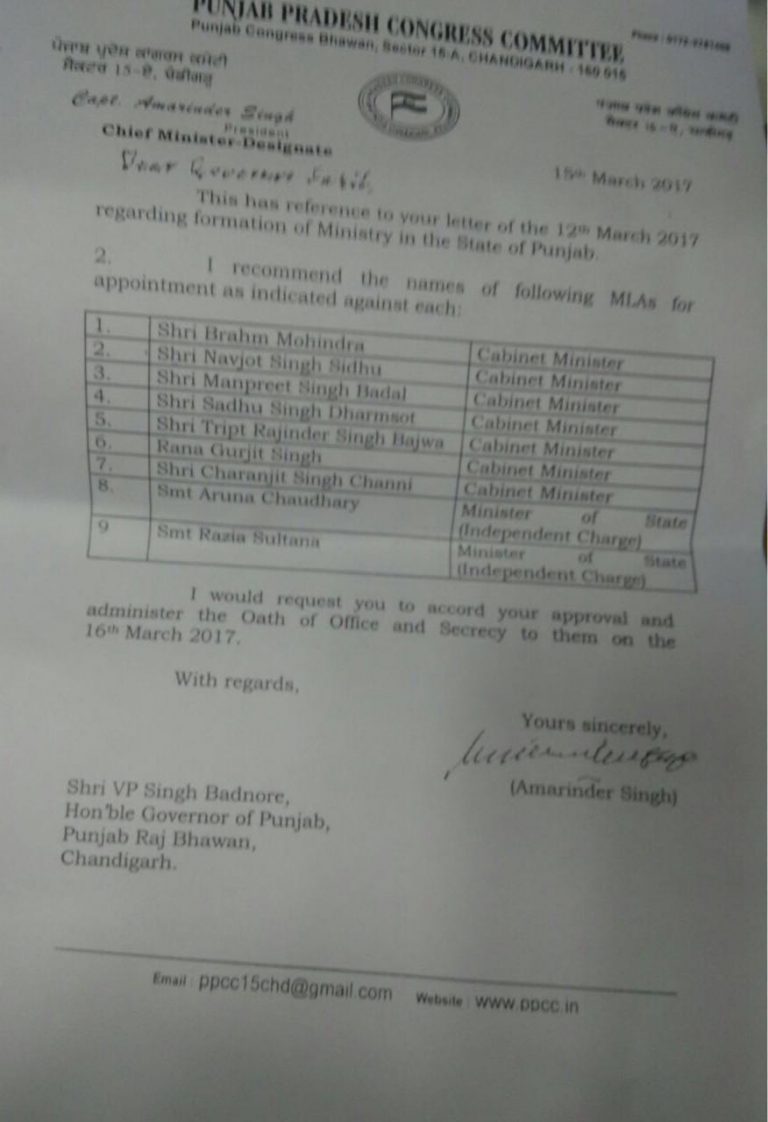 PUNJAB PRADESH CONGRESS COMMITTEE
Punjab Congress Bhawan, Sector 15-A, CHANDIGARH - 160 015
ਪੰਜਾਬ ਪ੍ਰਦੇਸ਼ ਕਾਂਗਰਸ ਕਮੇਟੀ
ਸੈਕਟਰ 15-ਏ, ਚੰਡੀਗੜ੍ਹ
Capt. Amarinder Singh
President
Chief Minister-Designate
Dear Governor Sahib,
15th March 2017
This has reference to your letter of the 12th March 2017
regarding formation of Ministry in the State of Punjab.
2. I recommend the names of following MLAs for
appointment as indicated against each:
1. Shri Brahm Mohindra Cabinet Minister
2. Shri Navjot Singh Sidhu Cabinet Minister
3. Shri Manpreet Singh Badal Cabinet Minister
4. Shri Sadhu Singh Dharmsot Cabinet Minister
5. Shri Tript Rajinder Singh Bajwa Cabinet Minister
6. Rana Gurjit Singh Cabinet Minister
7. Shri Charanjit Singh Channi Cabinet Minister
8. Smt Aruna Chaudhary Minister of State
(Independent Charge)
9 Smt Razia Sultana Minister of State
(Independent Charge)
I would request you to accord your approval and
administer the Oath of Office and Secrecy to them on the
16th March 2017.
With regards,
Yours sincerely,
(Amarinder Singh)
Shri VP Singh Badnore,
Hon'ble Governor of Punjab,
Punjab Raj Bhawan,
Chandigarh.
Email : ppcc15chd@gmail.com Website : www.ppcc.in